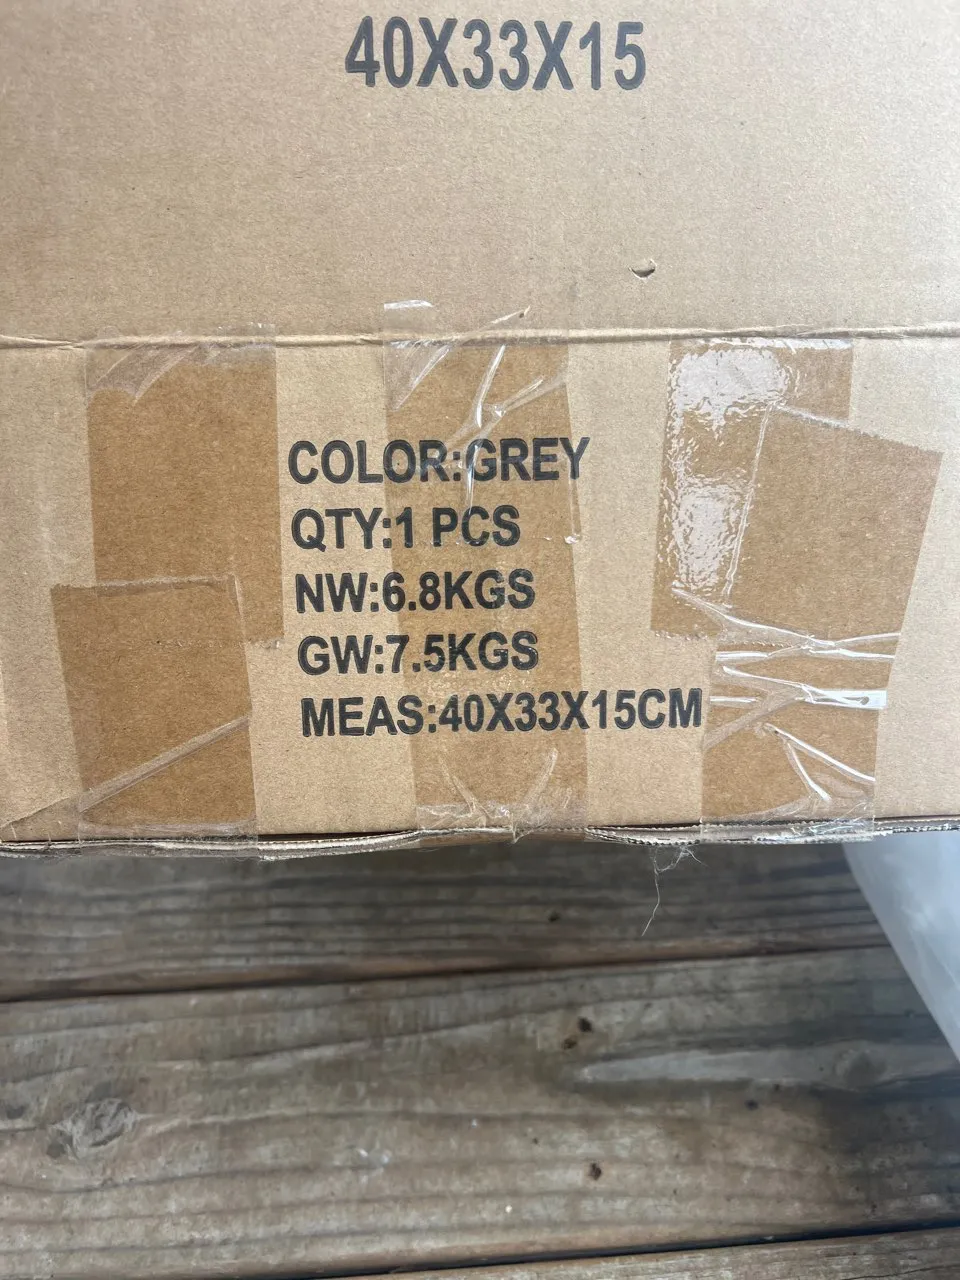 40X33X15
COLOR:GREY
QTY:1 PCS
NW:6.8KGS
GW:7.5KGS
MEAS:40X33X15CM